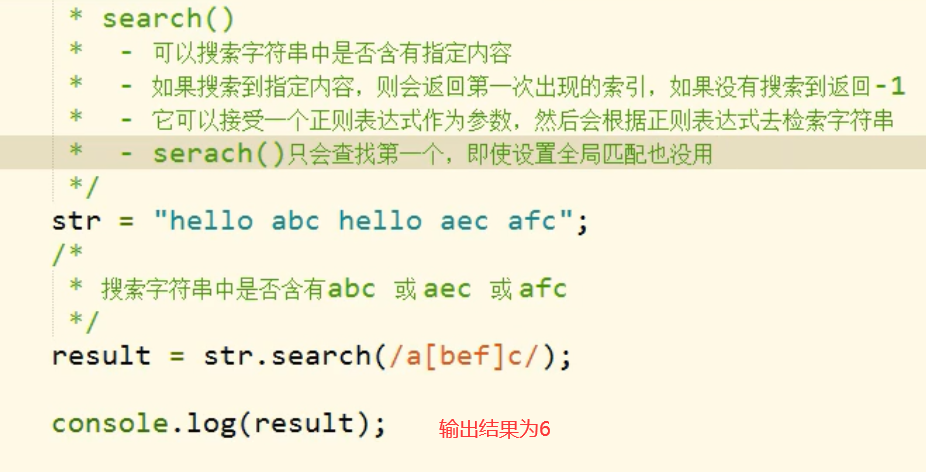 * search()
* - 可以搜索字符串中是否含有指定内容
* - 如果搜索到指定内容，则会返回第一次出现的索引，如果没有搜索到返回-1
* - 它可以接受一个正则表达式作为参数，然后会根据正则表达式去检索字符串
* - serach()只会查找第一个，即使设置全局匹配也没用
*/
str = "hello abc hello aec afc";
/*
* 搜索字符串中是否含有abc 或 aec 或 afc
*/
result = str.search(/a[bef]c/);
console.log(result); 输出结果为6